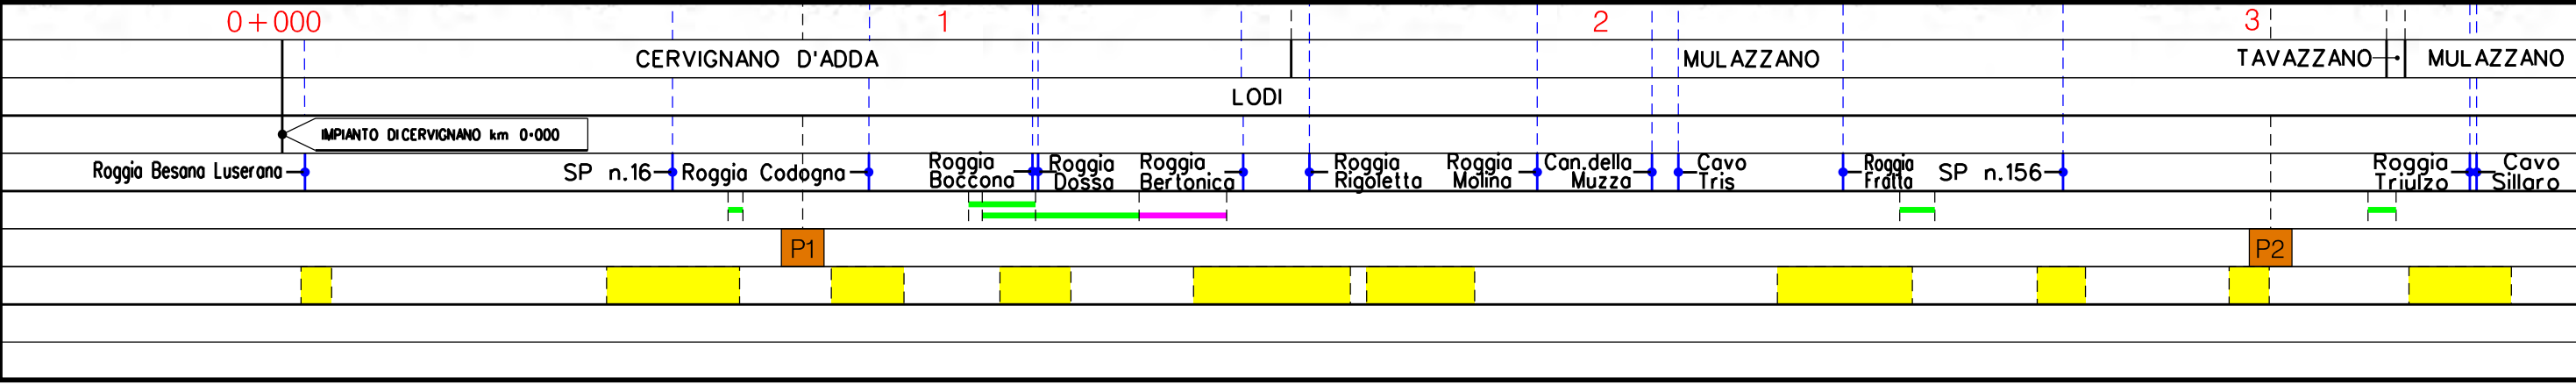 0+000 1 2 3
CERVIGNANO D'ADDA MULAZZANO TAVAZZANO MULAZZANO
LODI
IMPIANTO DI CERVIGNANO km 0+000
Roggia Besana Luserana SP n.16 Roggia Codogna Roggia Boccona Roggia Dossa Roggia Bertonica Roggia Rigoletta Roggia Molina Can.della Muzza Cavo Tris Roggia Fratta SP n.156 Roggia Triulzo Cavo Sillaro
P1 P2